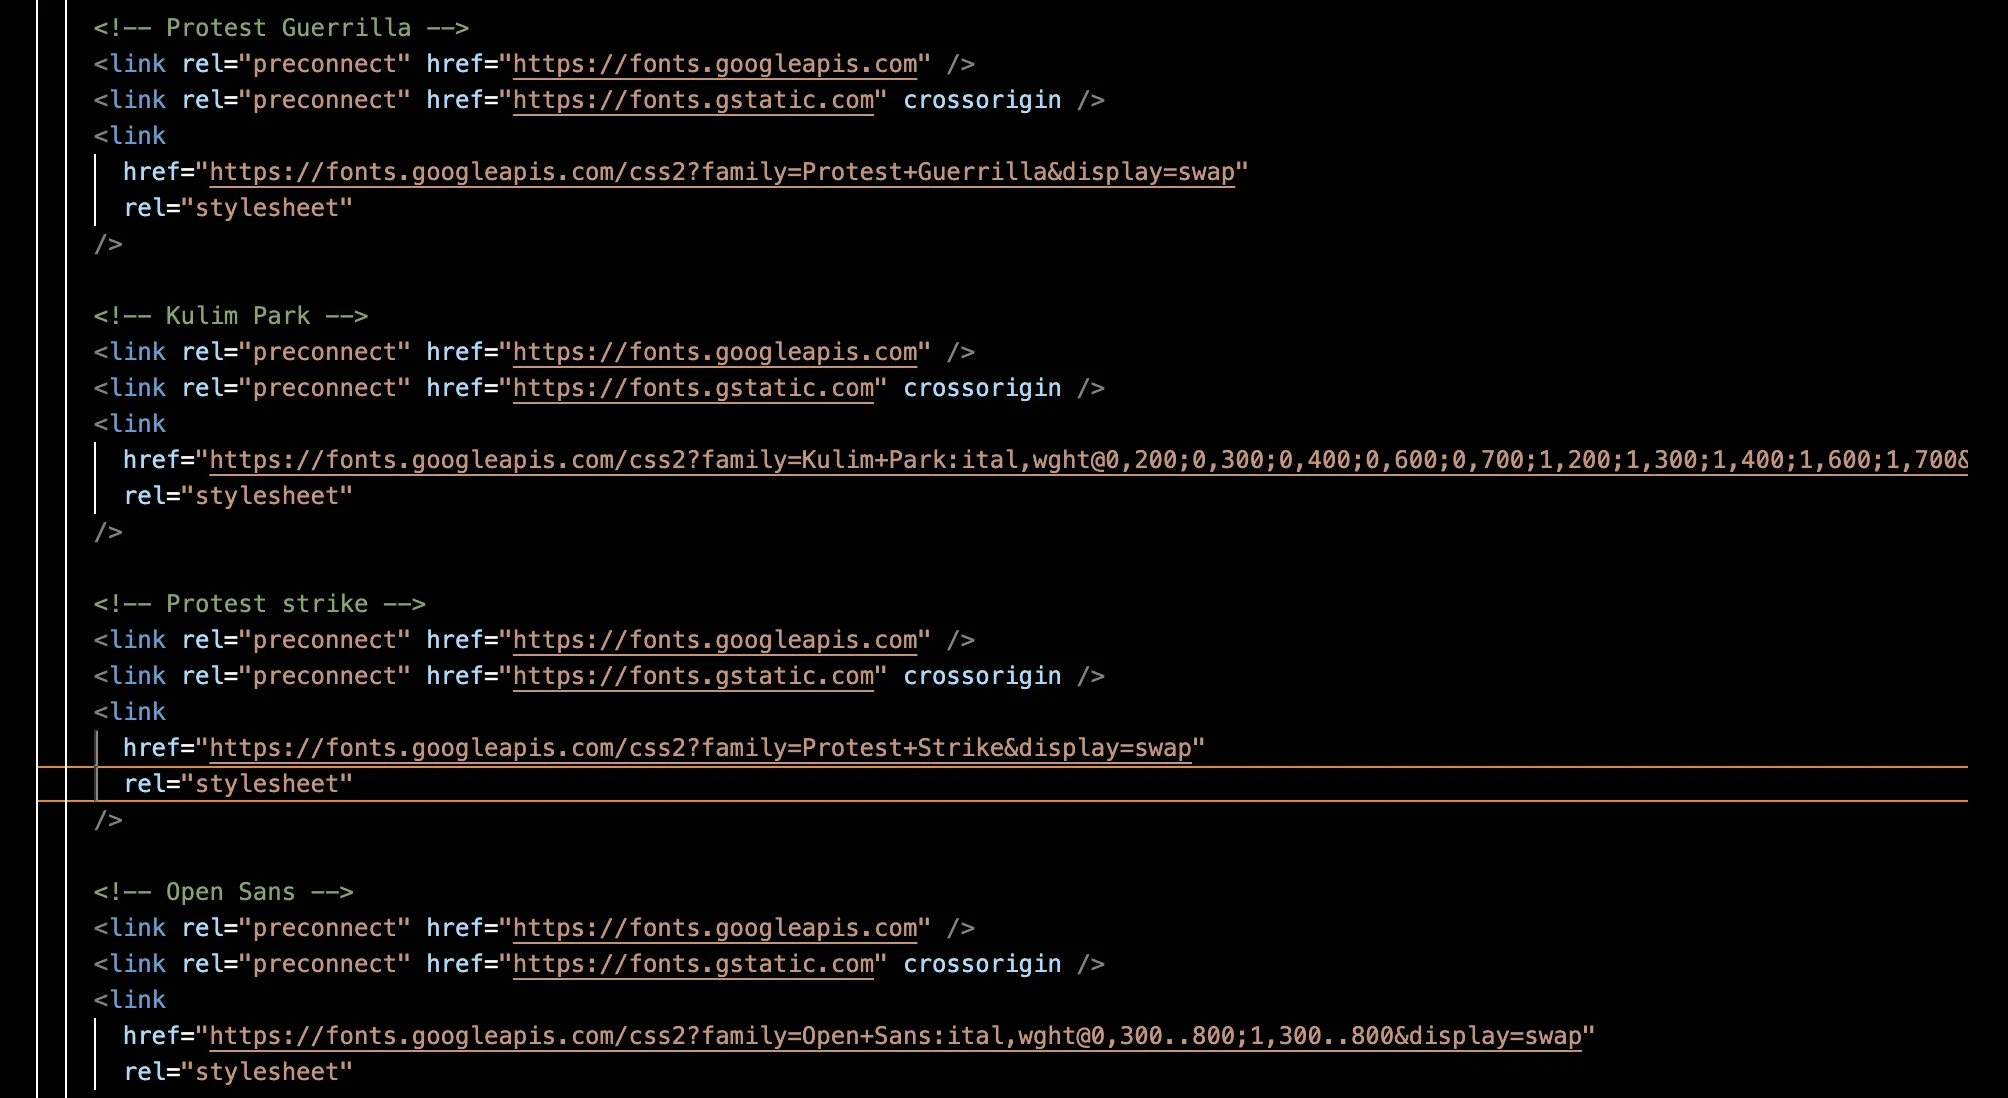 <!-- Protest Guerrilla -->
<link rel="preconnect" href="https://fonts.googleapis.com" />
<link rel="preconnect" href="https://fonts.gstatic.com" crossorigin />
<link
href="https://fonts.googleapis.com/css2?family=Protest+Guerrilla&display=swap"
rel="stylesheet"
/>
<!-- Kulim Park -->
<link rel="preconnect" href="https://fonts.googleapis.com" />
<link rel="preconnect" href="https://fonts.gstatic.com" crossorigin />
<link
href="https://fonts.googleapis.com/css2?family=Kulim+Park:ital,wght@0,200;0,300;0,400;0,600;0,700;1,200;1,300;1,400;1,600;1,700&
rel="stylesheet"
/>
<!-- Protest strike -->
<link rel="preconnect" href="https://fonts.googleapis.com" />
<link rel="preconnect" href="https://fonts.gstatic.com" crossorigin />
<link
href="https://fonts.googleapis.com/css2?family=Protest+Strike&display=swap"
rel="stylesheet"
/>
<!-- Open Sans -->
<link rel="preconnect" href="https://fonts.googleapis.com" />
<link rel="preconnect" href="https://fonts.gstatic.com" crossorigin />
<link
href="https://fonts.googleapis.com/css2?family=Open+Sans:ital,wght@0,300..800;1,300..800&display=swap"
rel="stylesheet"